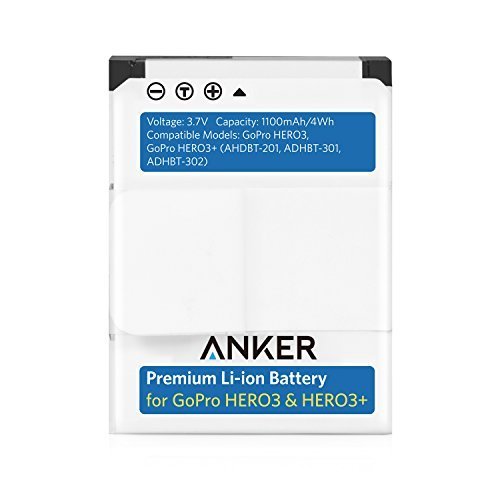 − T +
Voltage: 3.7V Capacity: 1100mAh/4Wh
Compatible Models: GoPro HERO3,
GoPro HERO3+ (AHDBT-201, ADHBT-301,
ADHBT-302)
ANKER
Premium Li-ion Battery
for GoPro HERO3 & HERO3+